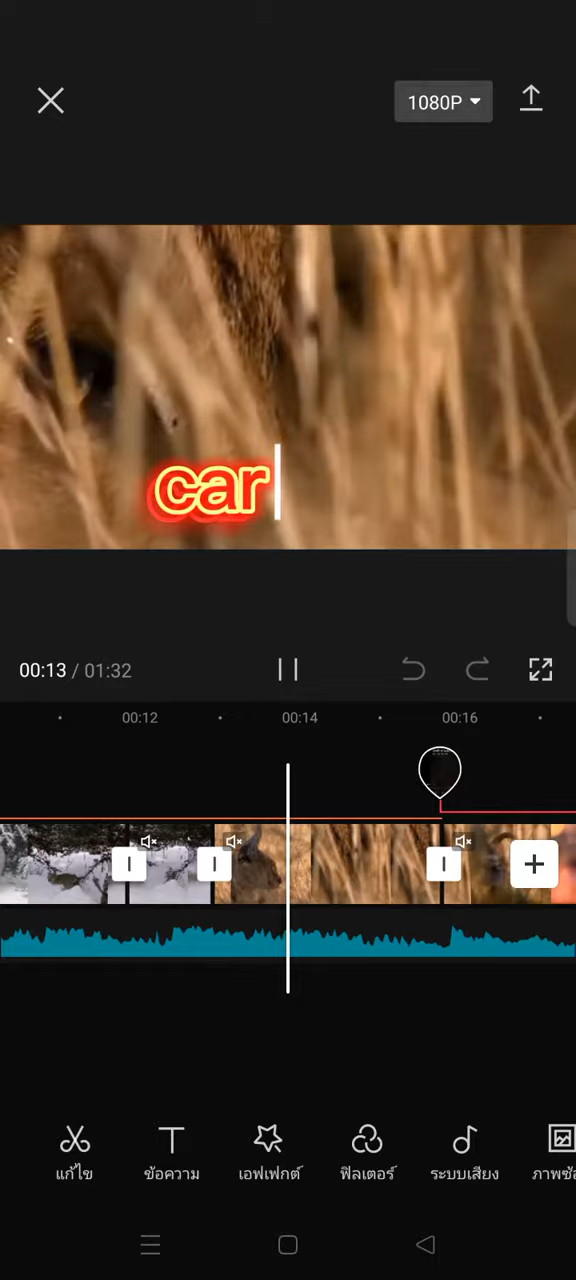 1080P
car
00:13 / 01:32
00:12
00:14
00:16
แก้ไข
ข้อความ
เอฟเฟกต์
ฟิลเตอร์
ระบบเสียง